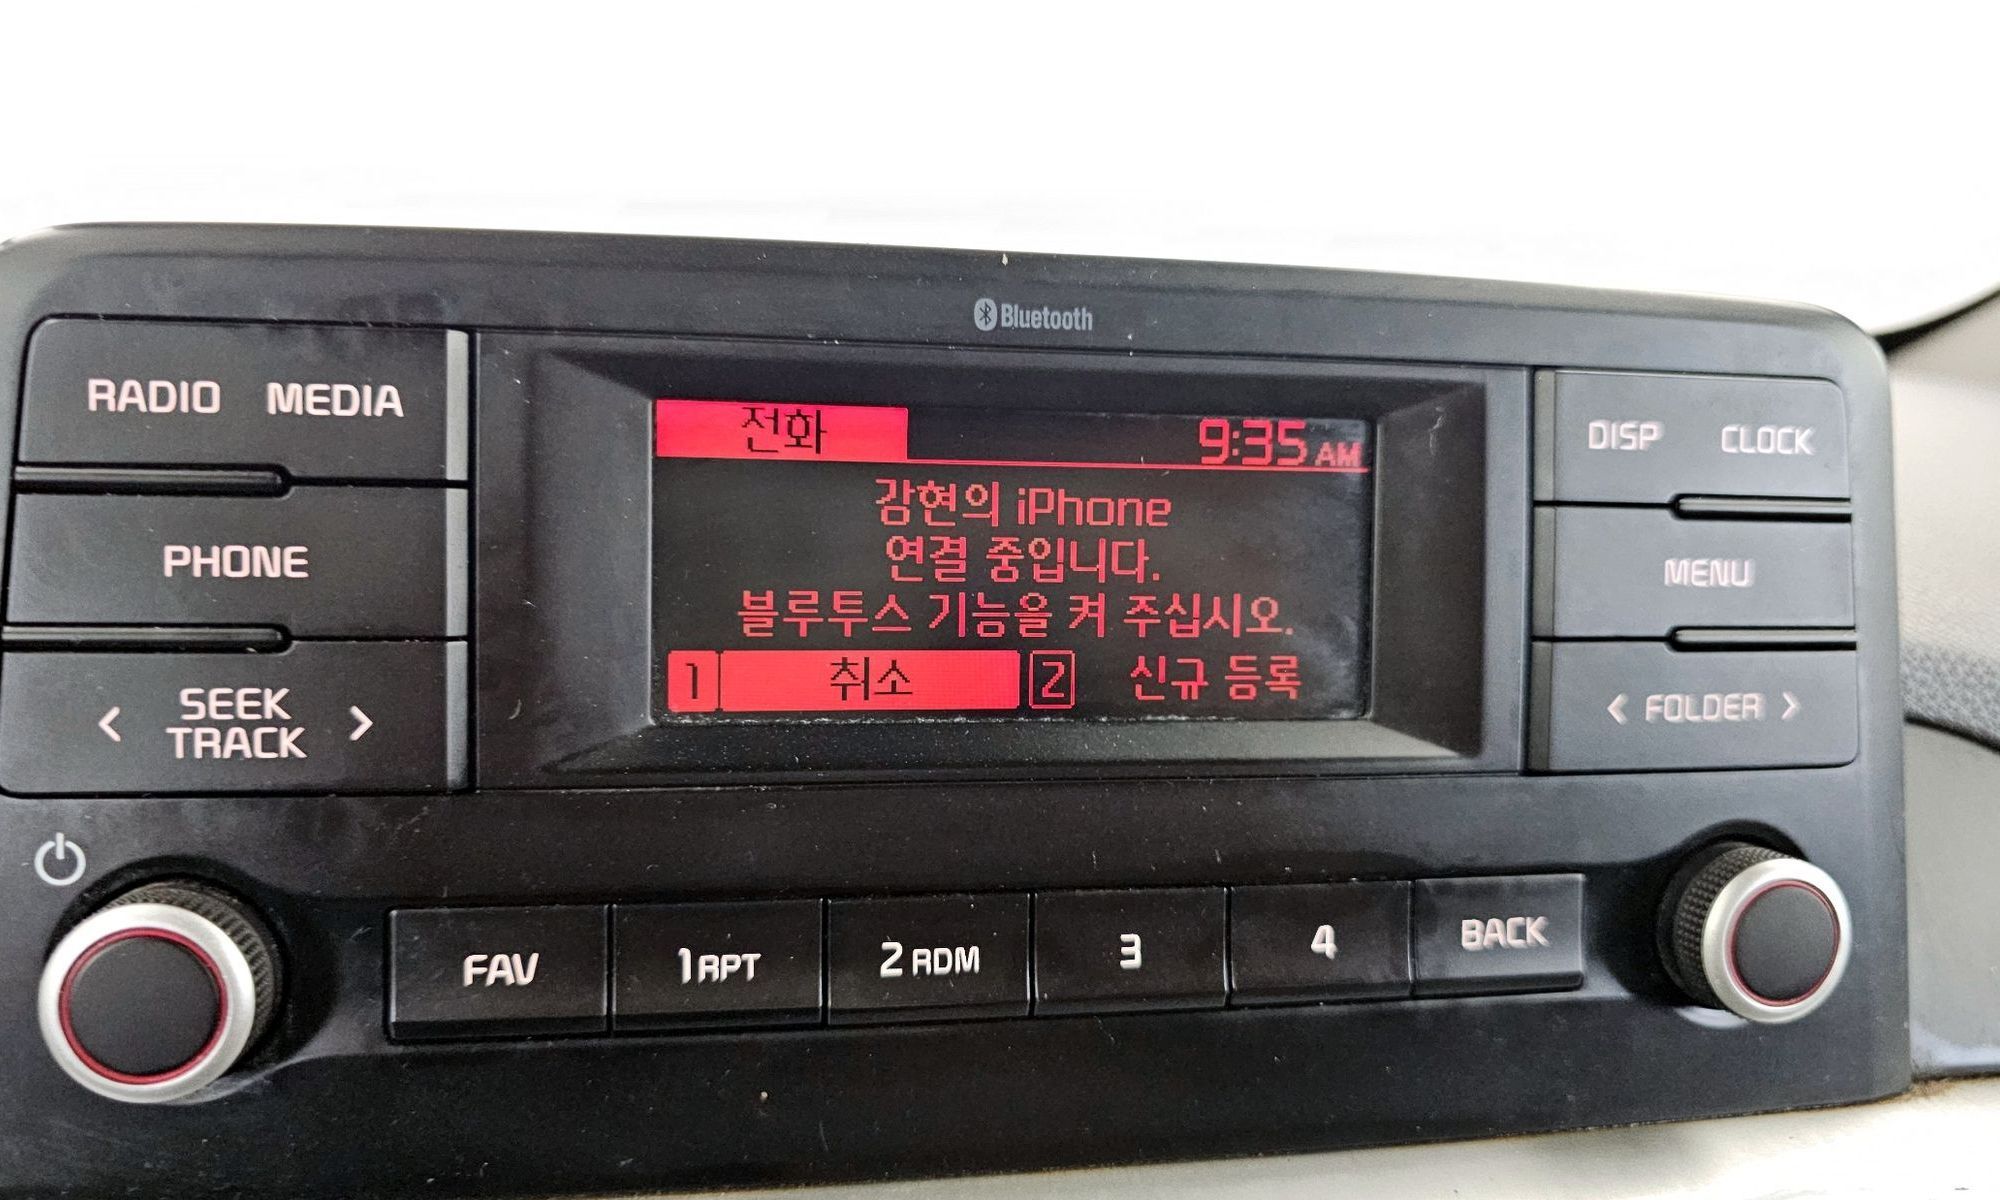 Bluetooth
RADIO MEDIA
PHONE
< SEEK TRACK >
전화 9:35 AM
감현의 iPhone
연결 중입니다.
블루투스 기능을 켜 주십시오.
1 취소 2 신규 등록
DISP CLOCK
MENU
< FOLDER >
FAV 1 RPT 2 RDM 3 4 BACK